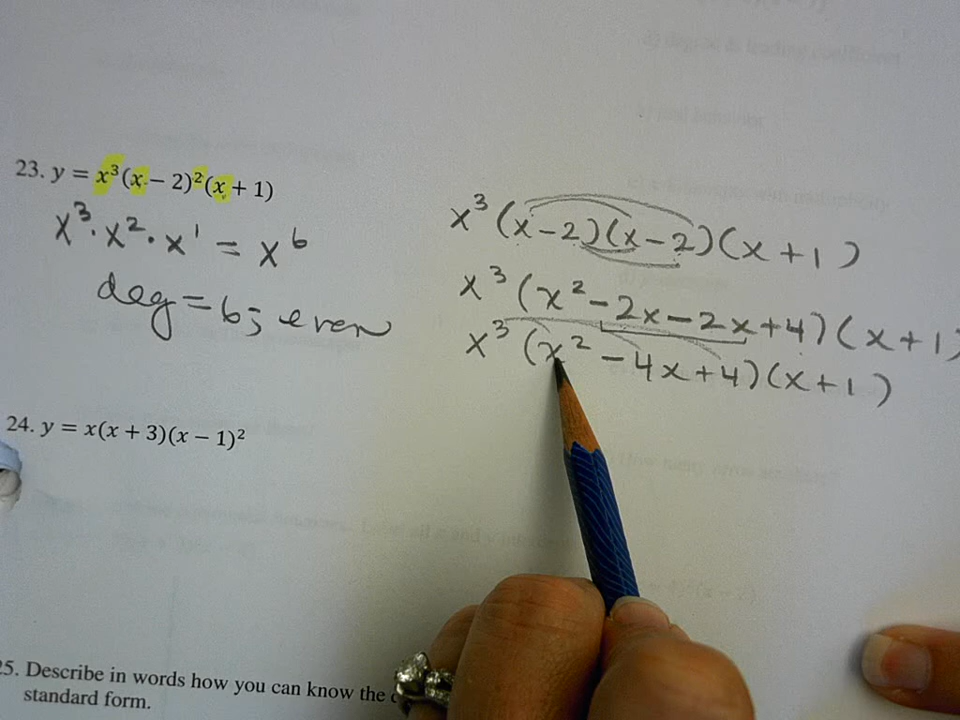 23. y = x³(x − 2)²(x + 1)
x³ · x² · x¹ = x⁶
deg = 6; even
x³(x−2)(x−2)(x+1)
x³(x²−2x−2x+4)(x+1)
x³(x²−4x+4)(x+1)
24. y = x(x + 3)(x − 1)²
25. Describe in words how you can know the
standard form.